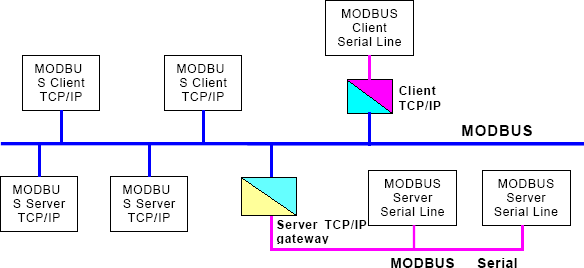 MODBUS
Client
Serial Line
MODBU
S Client
TCP/IP
MODBU
S Client
TCP/IP
Client
TCP/IP
MODBUS
MODBU
S Server
TCP/IP
MODBU
S Server
TCP/IP
Server TCP/IP
gateway
MODBUS
Server
Serial Line
MODBUS
Server
Serial Line
MODBUS Serial